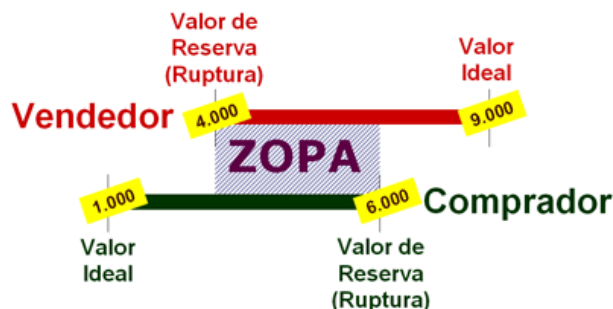 Valor de
Reserva
(Ruptura)
Valor
Ideal
Vendedor
4.000
9.000
ZOPA
1.000
6.000
Comprador
Valor
Ideal
Valor de
Reserva
(Ruptura)